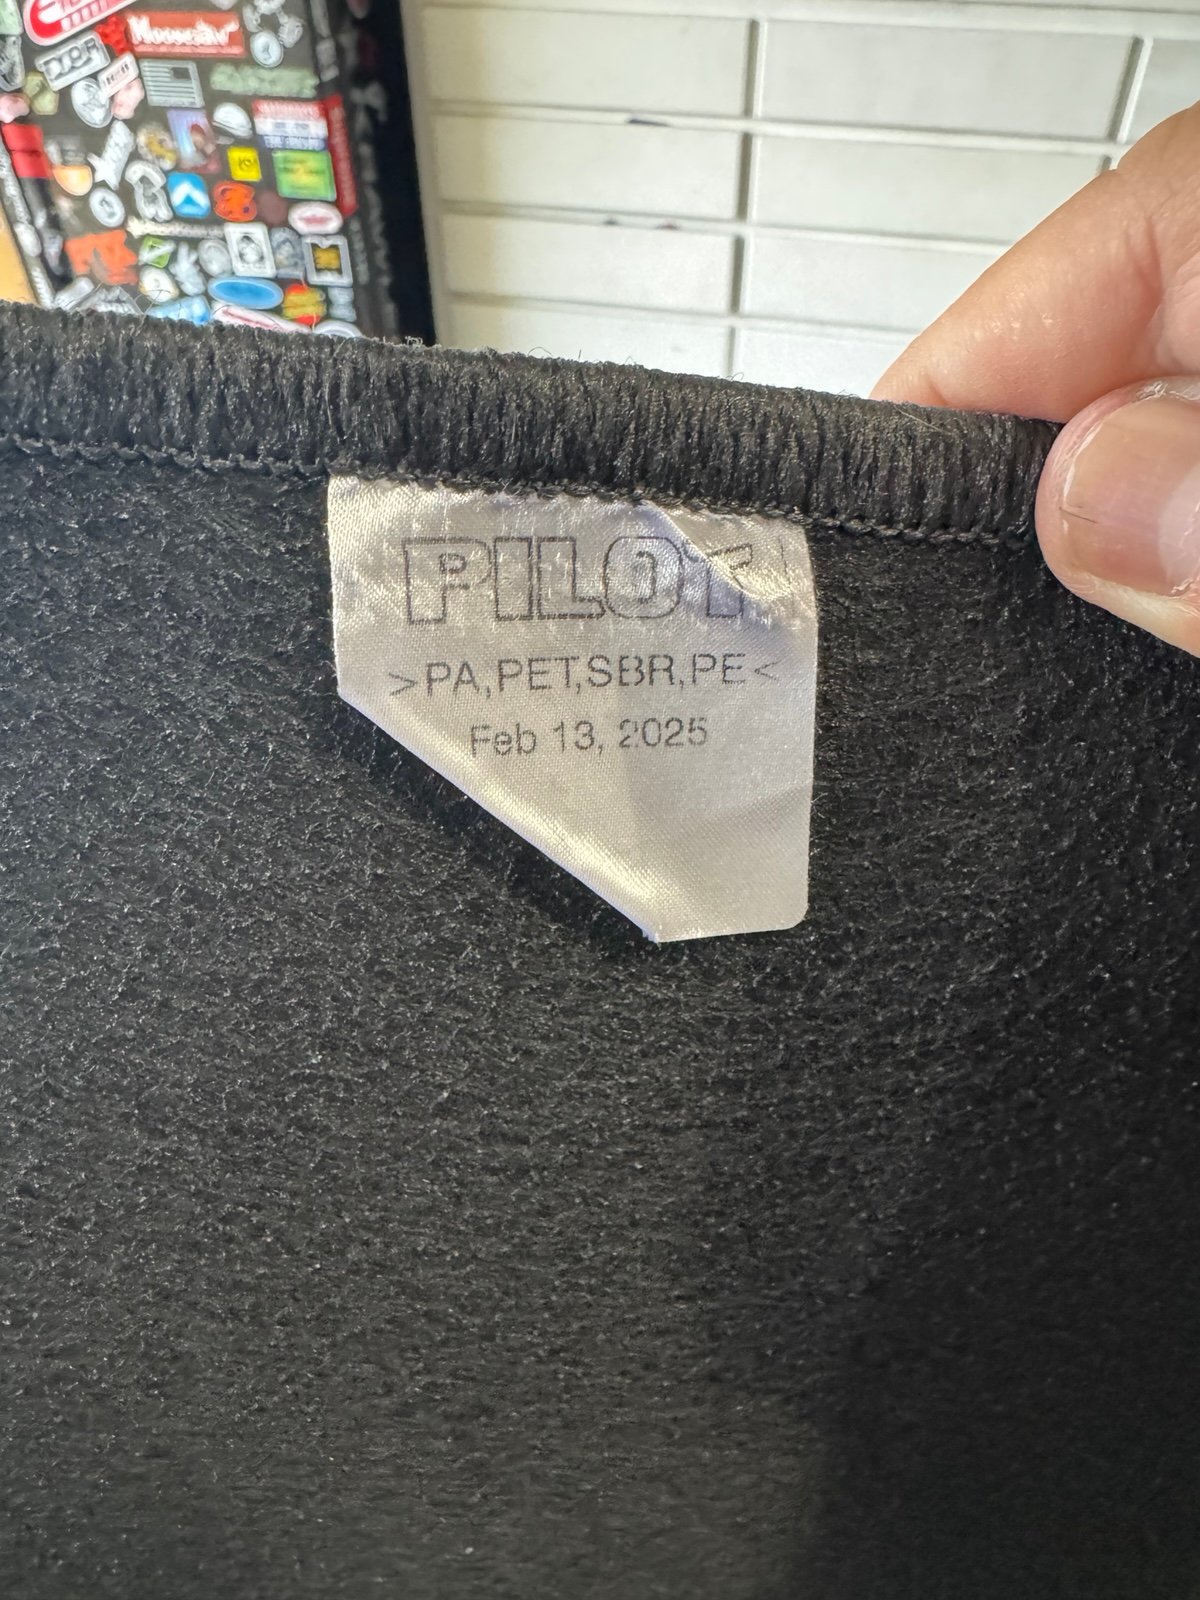 PILOT
>PA,PET,SBR,PE<
Feb 13, 2025